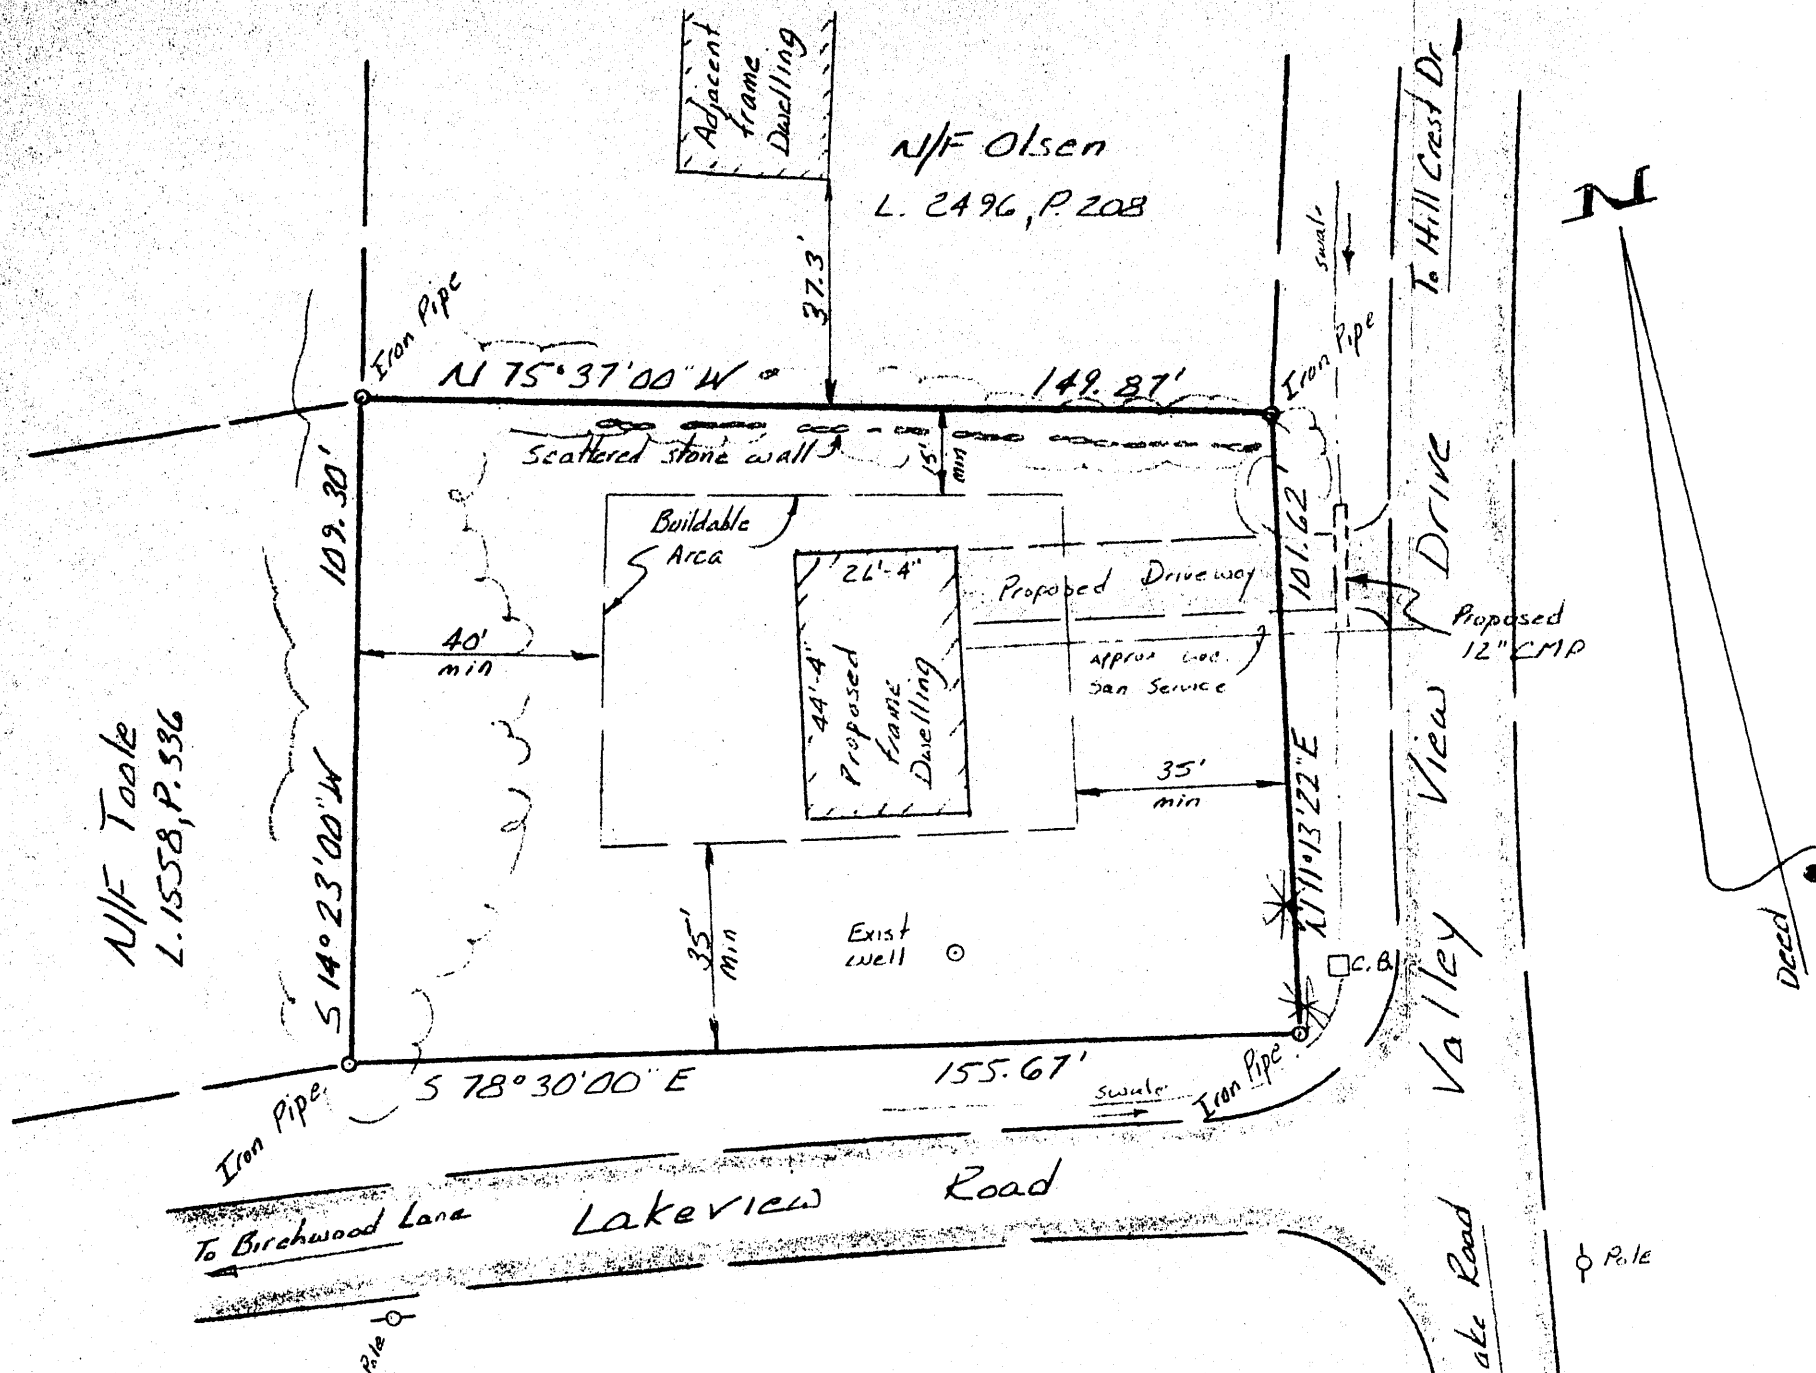 Adjacent
frame
Dwelling
N/F Olsen
L. 2496, P. 208
To Hill Crest Dr
N
swale
37.3'
Iron Pipe
N 75°37'00" W
149.87'
Iron Pipe
Scattered stone wall
15'
min
109.30'
S 14°23'00" W
Buildable
Area
26'-4"
44'-4"
Proposed
frame
Dwelling
Proposed Driveway
101.62'
N 11°13'22" E
Proposed
12" CMP
40'
min
Approx Loc.
San Service
35'
min
N/F Toole
L. 1558, P. 336
Valley View Drive
35'
Min
Exist
well
C.B.
Deed
S 78°30'00" E
155.67'
swale
Iron Pipe
Iron Pipe
Lakeview Road
To Birchwood Lane
Pole
ake Road
Pole